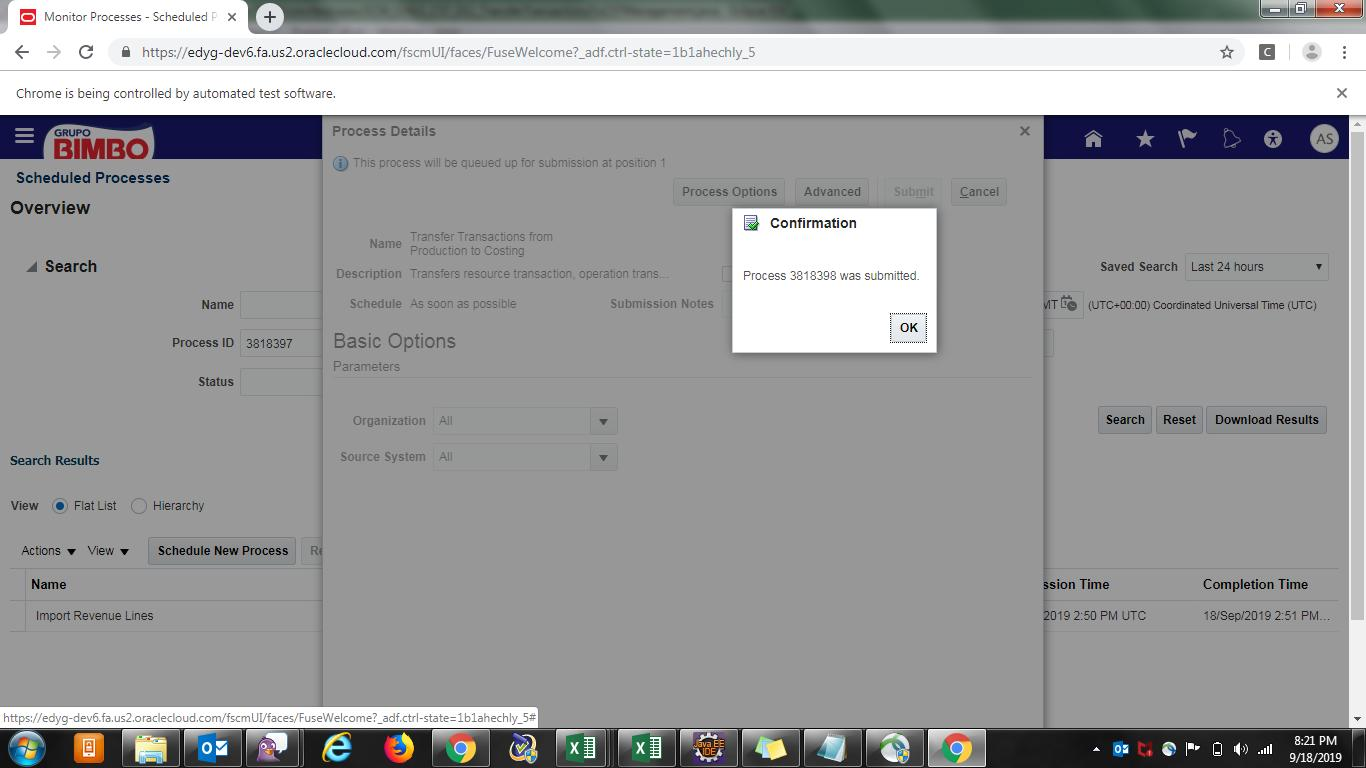 Monitor Processes - Scheduled P
https://edyg-dev6.fa.us2.oraclecloud.com/fscmUI/faces/FuseWelcome?_adf.ctrl-state=1b1ahechly_5
C
Chrome is being controlled by automated test software.
GRUPO
BIMBO
Process Details
AS
This process will be queued up for submission at position 1
Scheduled Processes
Process Options
Advanced
Submit
Cancel
Overview
Confirmation
Name Transfer Transactions from
Production to Costing
Search
Saved Search Last 24 hours
Description Transfers resource transaction, operation trans...
Process 3818398 was submitted.
Name
Schedule As soon as possible
Submission Notes
MT (UTC+00:00) Coordinated Universal Time (UTC)
OK
Process ID 3818397
Basic Options
Parameters
Status
Organization All
Search
Reset
Download Results
Source System All
Search Results
View Flat List Hierarchy
Actions View Schedule New Process Re
Name
ssion Time
Completion Time
Import Revenue Lines
2019 2:50 PM UTC
18/Sep/2019 2:51 PM...
https://edyg-dev6.fa.us2.oraclecloud.com/fscmUI/faces/FuseWelcome?_adf.ctrl-state=1b1ahechly_5#
Java EE
IDE
8:21 PM
9/18/2019